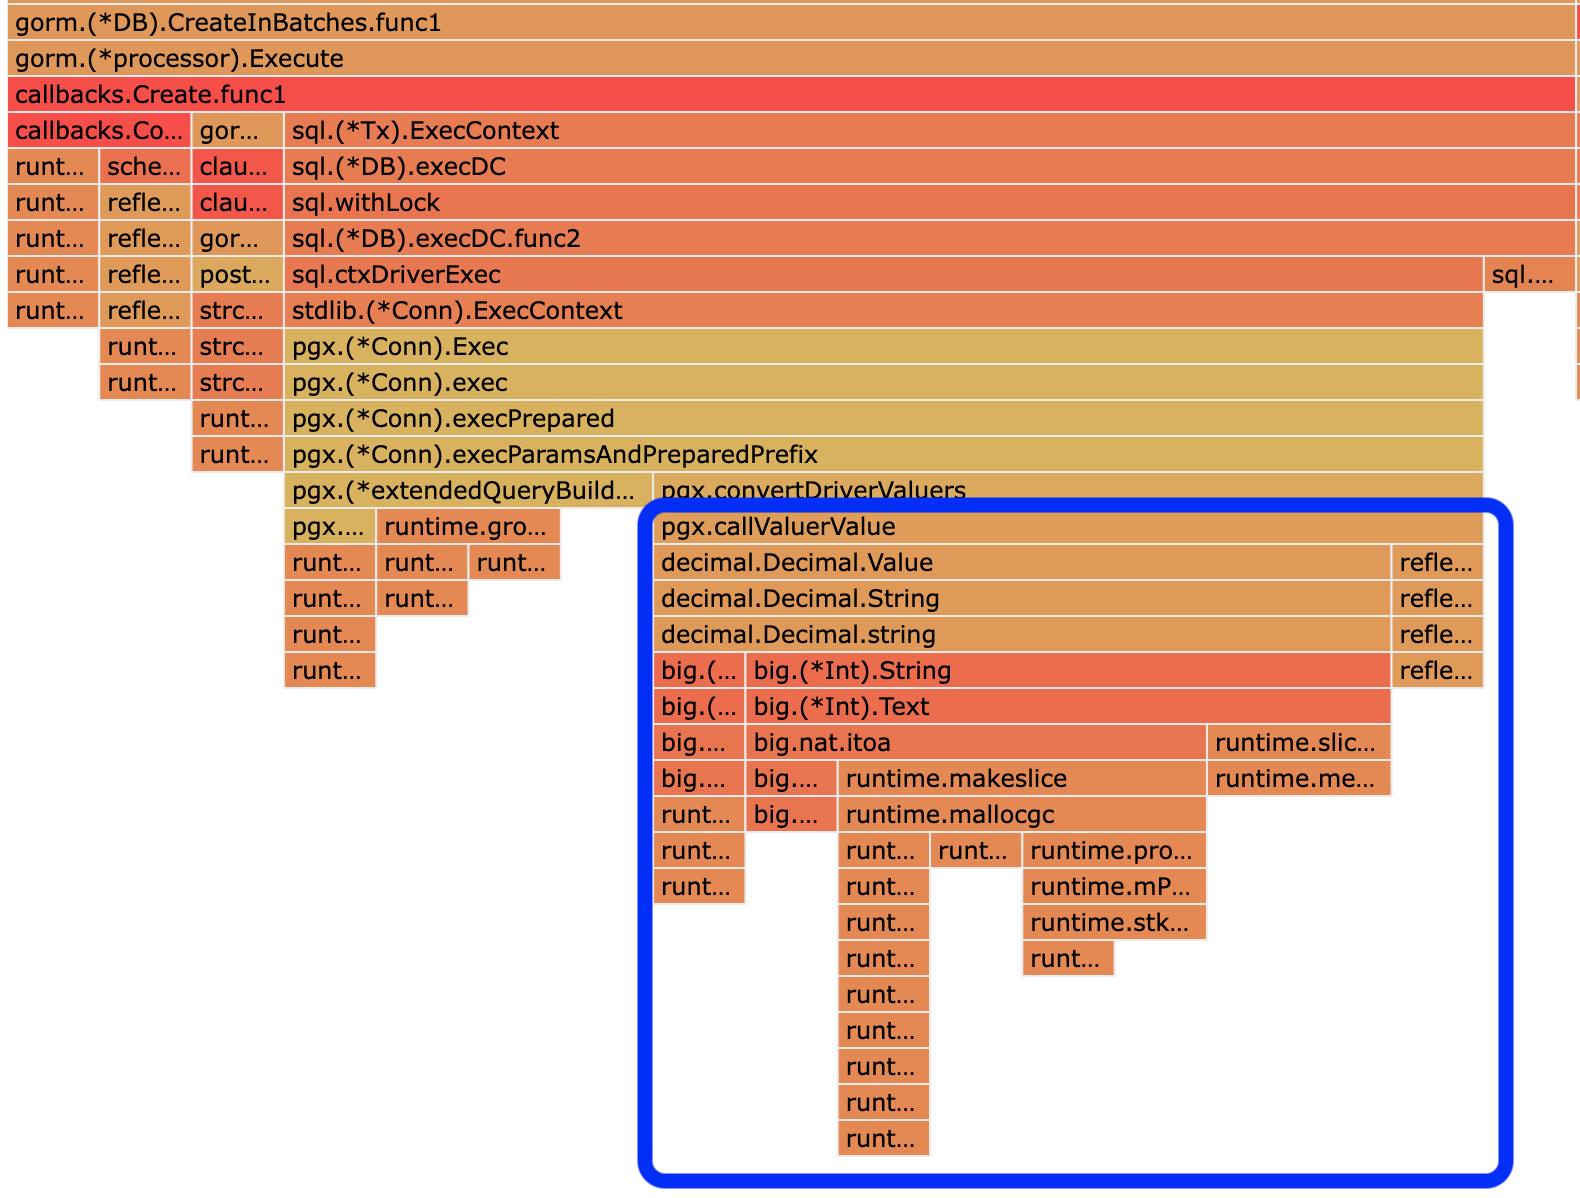 gorm.(*DB).CreateInBatches.func1
gorm.(*processor).Execute
callbacks.Create.func1
callbacks.Co... gor... sql.(*Tx).ExecContext
runt... sche... clau... sql.(*DB).execDC
runt... refle... clau... sql.withLock
runt... refle... gor... sql.(*DB).execDC.func2
runt... refle... post... sql.ctxDriverExec sql....
runt... refle... strc... stdlib.(*Conn).ExecContext
runt... strc... pgx.(*Conn).Exec
runt... strc... pgx.(*Conn).exec
runt... pgx.(*Conn).execPrepared
runt... pgx.(*Conn).execParamsAndPreparedPrefix
pgx.(*extendedQueryBuild... pgx.convertDriverValuers
pgx.... runtime.gro... pgx.callValuerValue
runt... runt... runt... decimal.Decimal.Value refle...
runt... runt... decimal.Decimal.String refle...
runt... decimal.Decimal.string refle...
runt... big.(... big.(*Int).String refle...
big.(... big.(*Int).Text
big.... big.nat.itoa runtime.slic...
big.... big.... runtime.makeslice runtime.me...
runt... big.... runtime.mallocgc
runt... runt... runt... runtime.pro...
runt... runt... runtime.mP...
runt... runtime.stk...
runt... runt...
runt...
runt...
runt...
runt...
runt...